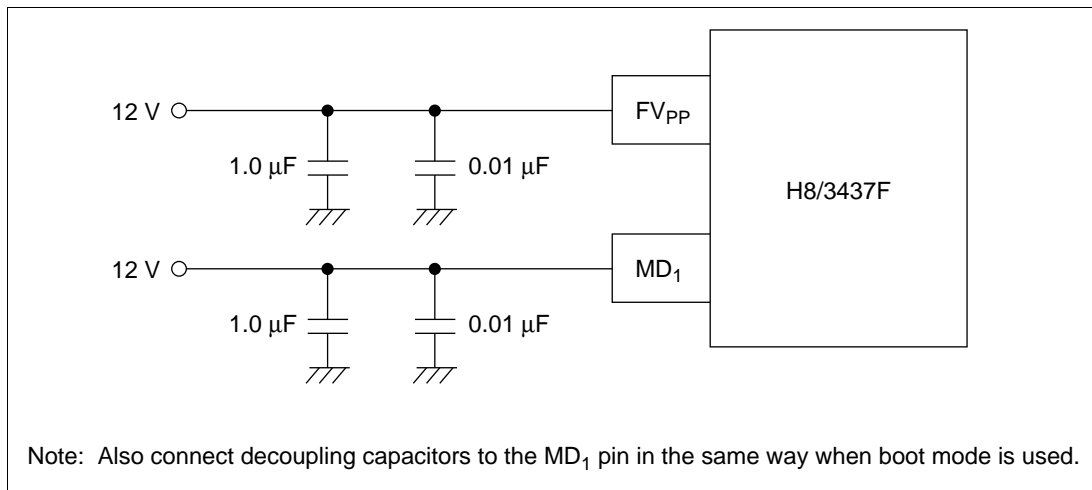 12 V
FVPP
1.0 μF
0.01 μF
H8/3437F
12 V
MD1
1.0 μF
0.01 μF
Note: Also connect decoupling capacitors to the MD1 pin in the same way when boot mode is used.